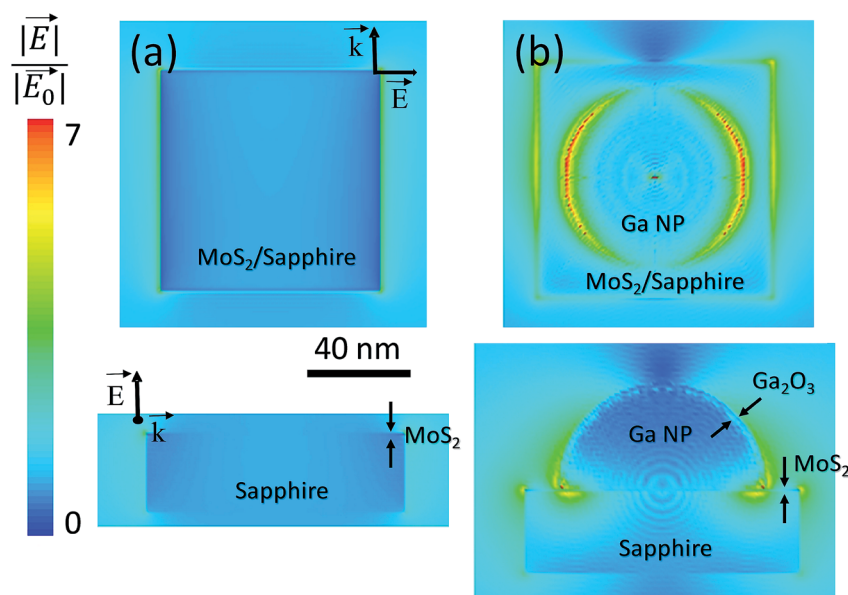 |E|
|E₀|
7
0
(a)
k
E
MoS₂/Sapphire
(b)
Ga NP
MoS₂/Sapphire
40 nm
E
k
MoS₂
Sapphire
Ga₂O₃
Ga NP
MoS₂
Sapphire